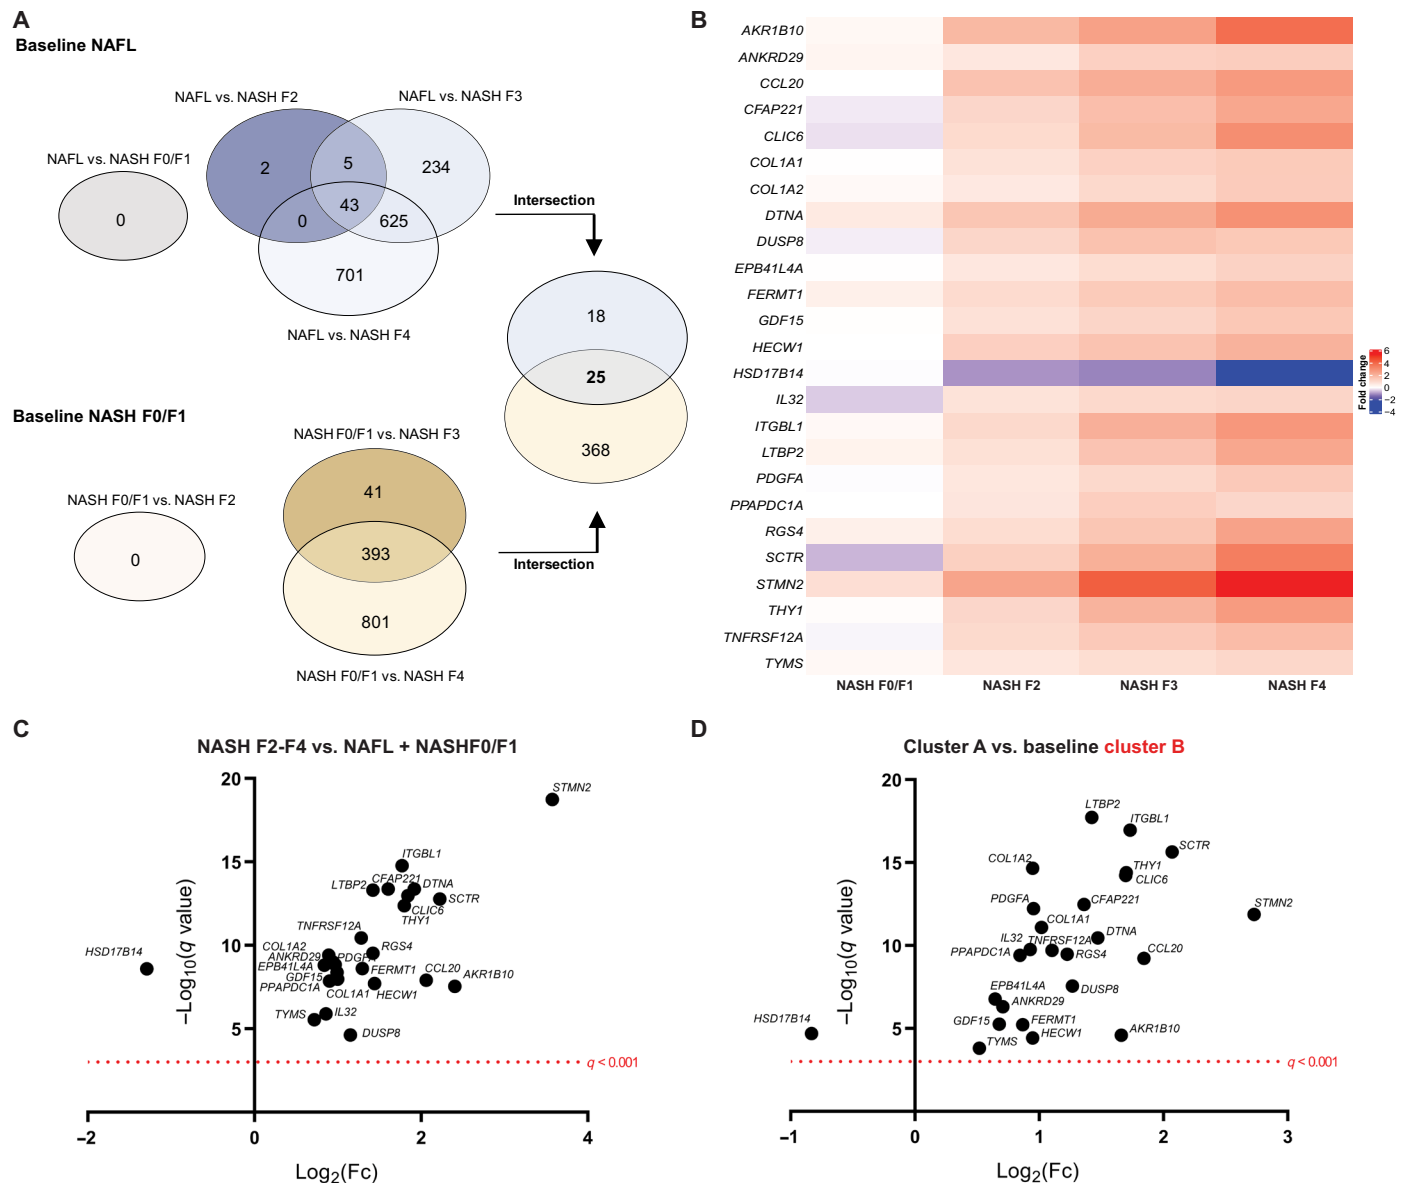 A
Baseline NAFL
NAFL vs. NASH F2
NAFL vs. NASH F3
NAFL vs. NASH F0/F1
2
5
234
0
43
0
625
701
NAFL vs. NASH F4
Intersection
18
25
368
Baseline NASH F0/F1
NASH F0/F1 vs. NASH F3
NASH F0/F1 vs. NASH F2
41
0
393
801
Intersection
NASH F0/F1 vs. NASH F4
B
AKR1B10
ANKRD29
CCL20
CFAP221
CLIC6
COL1A1
COL1A2
DTNA
DUSP8
EPB41L4A
FERMT1
GDF15
HECW1
HSD17B14
IL32
ITGBL1
LTBP2
PDGFA
PPAPDC1A
RGS4
SCTR
STMN2
THY1
TNFRSF12A
TYMS
NASH F0/F1
NASH F2
NASH F3
NASH F4
Fold change
6
4
2
0
−2
−4
C
NASH F2-F4 vs. NAFL + NASHF0/F1
20
15
10
5
−Log10(q value)
STMN2
ITGBL1
LTBP2
CFAP221
DTNA
SCTR
CLIC6
THY1
TNFRSF12A
COL1A2
RGS4
ANKRD29
PDGFA
HSD17B14
EPB41L4A
FERMT1
CCL20
AKR1B10
GDF15
PPAPDC1A
COL1A1
HECW1
TYMS
IL32
DUSP8
q < 0.001
−2
0
2
4
Log2(Fc)
D
Cluster A vs. baseline cluster B
20
15
10
5
−Log10(q value)
LTBP2
ITGBL1
SCTR
COL1A2
THY1
CLIC6
PDGFA
CFAP221
STMN2
COL1A1
DTNA
IL32
TNFRSF12A
PPAPDC1A
RGS4
CCL20
EPB41L4A
DUSP8
ANKRD29
HSD17B14
GDF15
FERMT1
HECW1
AKR1B10
TYMS
q < 0.001
−1
0
1
2
3
Log2(Fc)